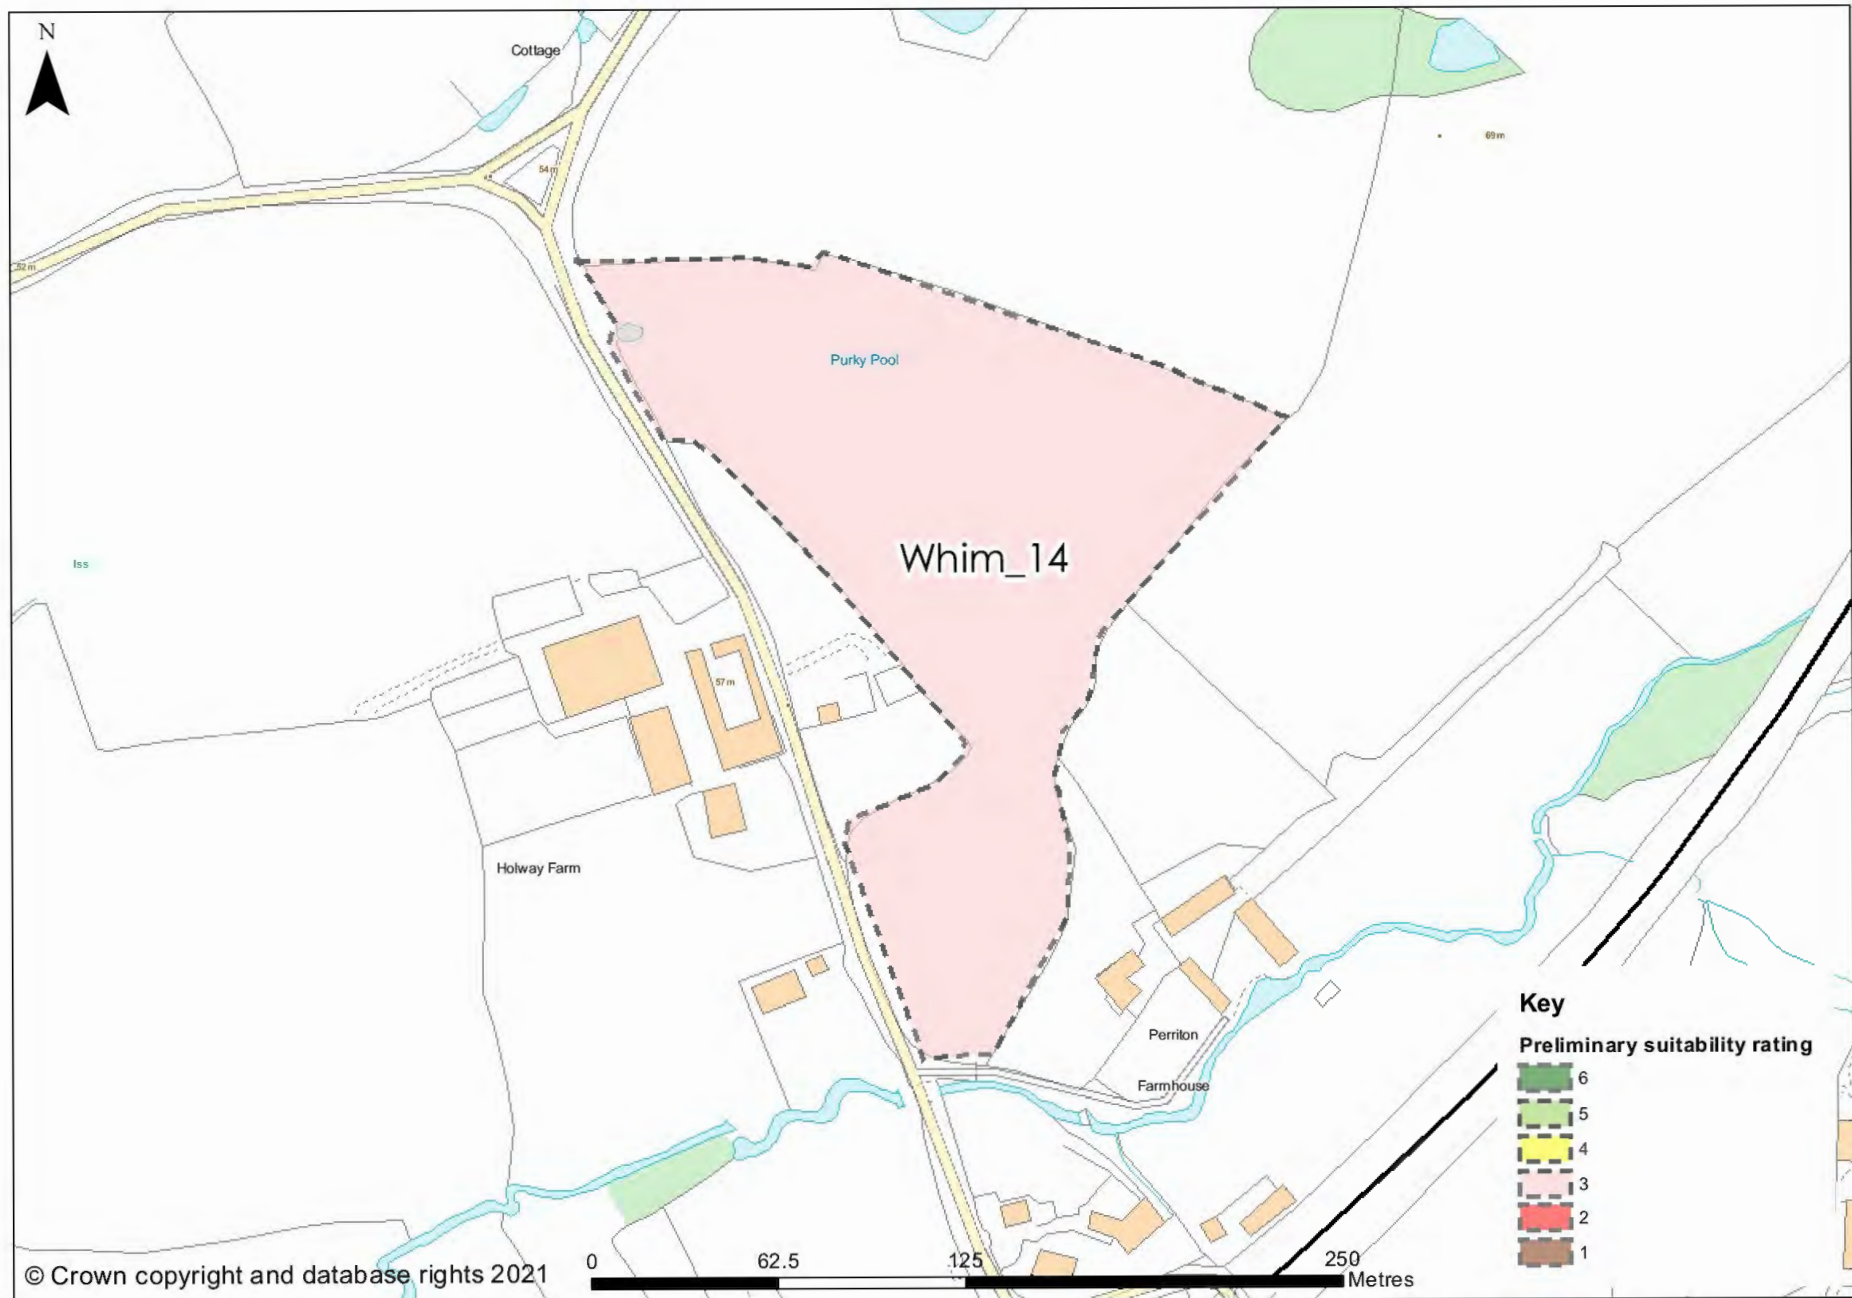 N
Cottage
54m
69m
52m
Purky Pool
Whim_14
Iss
57m
Holway Farm
Perriton
Farmhouse
Key
Preliminary suitability rating
6
5
4
3
2
1
© Crown copyright and database rights 2021
0 62.5 125 250
Metres